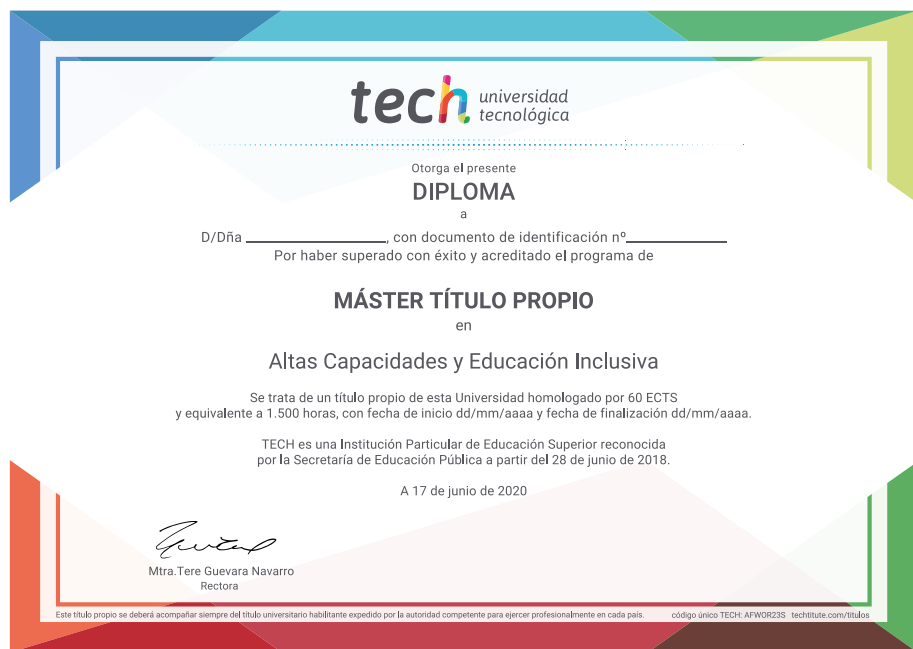 tech universidad
tecnológica
Otorga el presente
DIPLOMA
a
D/Dña ________________, con documento de identificación nº____________
Por haber superado con éxito y acreditado el programa de
MÁSTER TÍTULO PROPIO
en
Altas Capacidades y Educación Inclusiva
Se trata de un título propio de esta Universidad homologado por 60 ECTS
y equivalente a 1.500 horas, con fecha de inicio dd/mm/aaaa y fecha de finalización dd/mm/aaaa.
TECH es una Institución Particular de Educación Superior reconocida
por la Secretaría de Educación Pública a partir del 28 de junio de 2018.
A 17 de junio de 2020
Mtra.Tere Guevara Navarro
Rectora
Este título propio se deberá acompañar siempre del título universitario habilitante expedido por la autoridad competente para ejercer profesionalmente en cada país. código único TECH: AFWOR23S techtitute.com/titulos